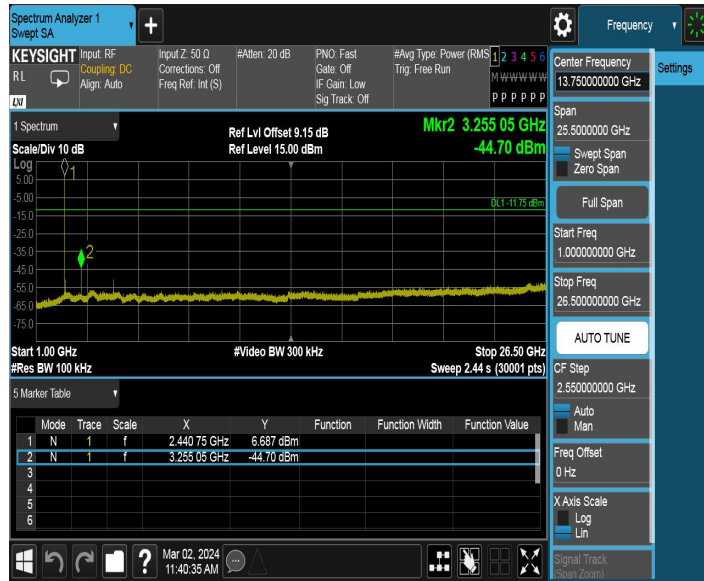 Spectrum Analyzer 1
Swept SA
Frequency
KEYSIGHT
RL
LXI
Input: RF
Coupling: DC
Align: Auto
Input Z: 50 Ω
Corrections: Off
Freq Ref: Int (S)
#Atten: 20 dB
PNO: Fast
Gate: Off
IF Gain: Low
Sig Track: Off
#Avg Type: Power (RMS
Trig: Free Run
1 2 3 4 5 6
M W W W W W
P P P P P P
1 Spectrum
Scale/Div 10 dB
Ref Lvl Offset 9.15 dB
Ref Level 15.00 dBm
Mkr2 3.255 05 GHz
-44.70 dBm
Log
5.00
-5.00
-15.0
-25.0
-35.0
-45.0
-55.0
-65.0
-75.0
1
2
DL1 -11.75 dBm
Start 1.00 GHz
#Res BW 100 kHz
#Video BW 300 kHz
Stop 26.50 GHz
Sweep 2.44 s (30001 pts)
5 Marker Table
Mode Trace Scale X Y Function Function Width Function Value
1 N 1 f 2.440 75 GHz 6.687 dBm
2 N 1 f 3.255 05 GHz -44.70 dBm
3
4
5
6
Mar 02, 2024
11:40:35 AM
Center Frequency
13.750000000 GHz
Span
25.5000000 GHz
Swept Span
Zero Span
Full Span
Start Freq
1.00000000 GHz
Stop Freq
26.500000000 GHz
AUTO TUNE
CF Step
2.550000000 GHz
Auto
Man
Freq Offset
0 Hz
X Axis Scale
Log
Lin
Signal Track
(Span Zoom)
Settings